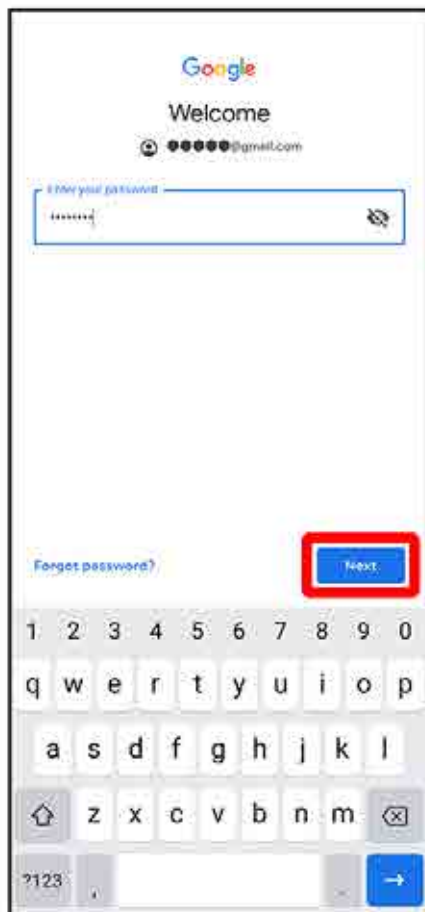 Google
Welcome
●●●●●@gmail.com
Enter your password
••••••••
Forgot password?
Next
1 2 3 4 5 6 7 8 9 0
q w e r t y u i o p
a s d f g h j k l
z x c v b n m
?123 , .